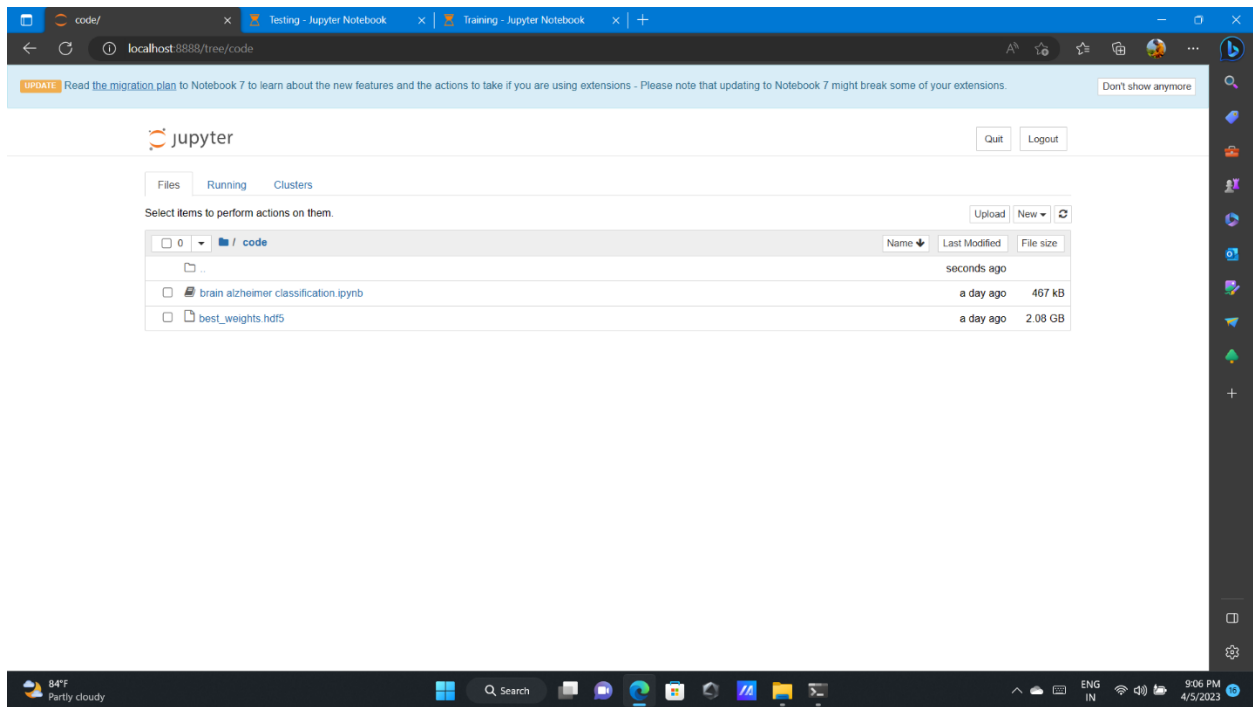 code/
Testing - Jupyter Notebook
Training - Jupyter Notebook
localhost:8888/tree/code
UPDATE Read the migration plan to Notebook 7 to learn about the new features and the actions to take if you are using extensions - Please note that updating to Notebook 7 might break some of your extensions.
Don't show anymore
jupyter
Quit Logout
Files Running Clusters
Select items to perform actions on them.
Upload New
0 / code Name Last Modified File size
.. seconds ago
brain alzheimer classification.ipynb a day ago 467 kB
best_weights.hdf5 a day ago 2.08 GB
84°F
Partly cloudy
Search
ENG
IN
9:06 PM
4/5/2023
16